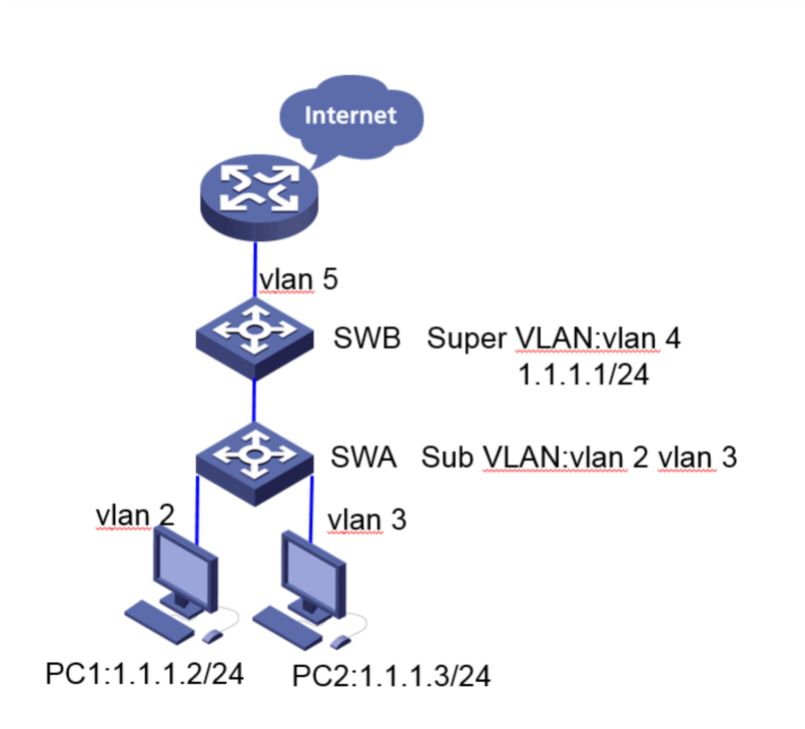 Internet
vlan 5
SWB Super VLAN:vlan 4
1.1.1.1/24
SWA Sub VLAN:vlan 2 vlan 3
vlan 2
vlan 3
PC1:1.1.1.2/24
PC2:1.1.1.3/24